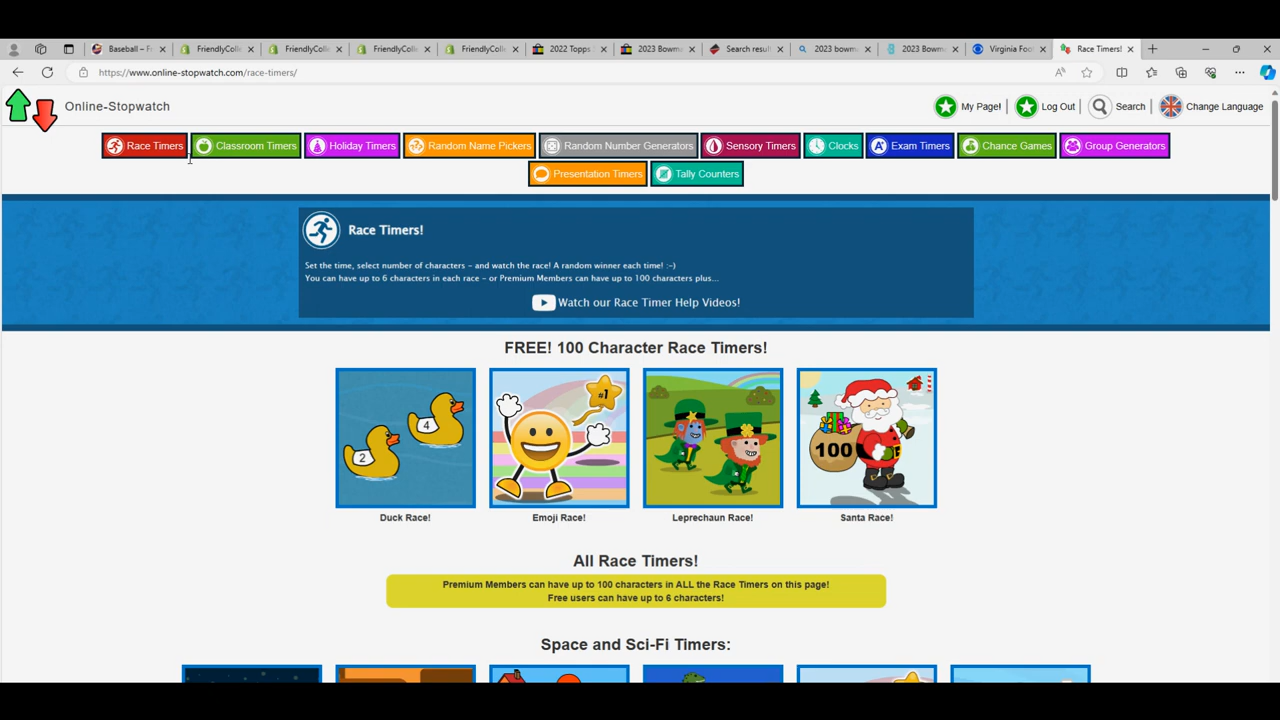 Baseball – F
FriendlyColle
FriendlyColle
FriendlyColle
FriendlyColle
2022 Topps
2023 Bowma
Search result
2023 bowm
2023 Bowm
Virginia Foot
Race Timers!
https://www.online-stopwatch.com/race-timers/
Online-Stopwatch
My Page! | Log Out | Search | Change Language
Race Timers Classroom Timers Holiday Timers Random Name Pickers Random Number Generators Sensory Timers Clocks Exam Timers Chance Games Group Generators
Presentation Timers Tally Counters
Race Timers!
Set the time, select number of characters – and watch the race! A random winner each time! :-)
You can have up to 6 characters in each race – or Premium Members can have up to 100 characters plus...
Watch our Race Timer Help Videos!
FREE! 100 Character Race Timers!
2
4
#1
100
Duck Race! Emoji Race! Leprechaun Race! Santa Race!
All Race Timers!
Premium Members can have up to 100 characters in ALL the Race Timers on this page!
Free users can have up to 6 characters!
Space and Sci-Fi Timers: